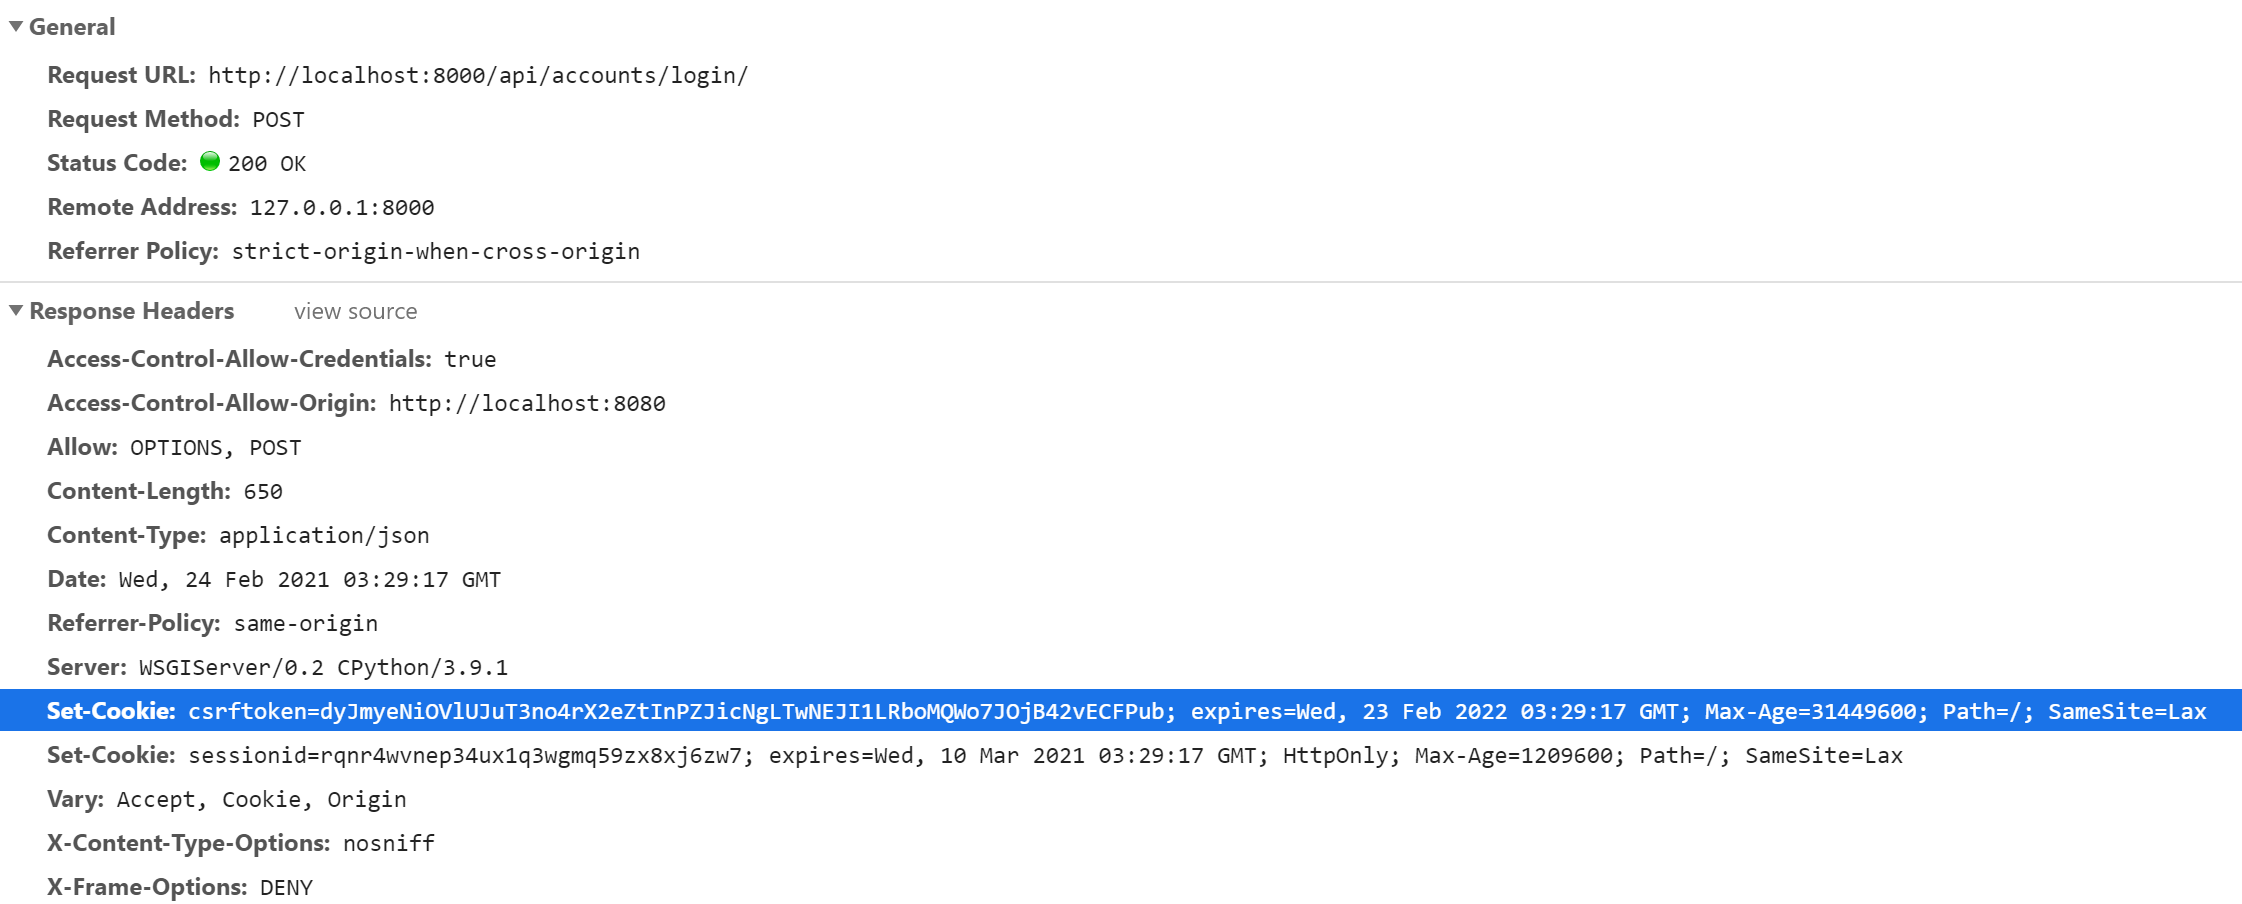 General
Request URL: http://localhost:8000/api/accounts/login/
Request Method: POST
Status Code: 200 OK
Remote Address: 127.0.0.1:8000
Referrer Policy: strict-origin-when-cross-origin
Response Headers view source
Access-Control-Allow-Credentials: true
Access-Control-Allow-Origin: http://localhost:8080
Allow: OPTIONS, POST
Content-Length: 650
Content-Type: application/json
Date: Wed, 24 Feb 2021 03:29:17 GMT
Referrer-Policy: same-origin
Server: WSGIServer/0.2 CPython/3.9.1
Set-Cookie: csrftoken=dyJmyeNiOVlUJuT3no4rX2eZtInPZJicNgLTwNEJI1LRboMQWo7JOjB42vECFPub; expires=Wed, 23 Feb 2022 03:29:17 GMT; Max-Age=31449600; Path=/; SameSite=Lax
Set-Cookie: sessionid=rqnr4wvnep34ux1q3wgmq59zx8xj6zw7; expires=Wed, 10 Mar 2021 03:29:17 GMT; HttpOnly; Max-Age=1209600; Path=/; SameSite=Lax
Vary: Accept, Cookie, Origin
X-Content-Type-Options: nosniff
X-Frame-Options: DENY